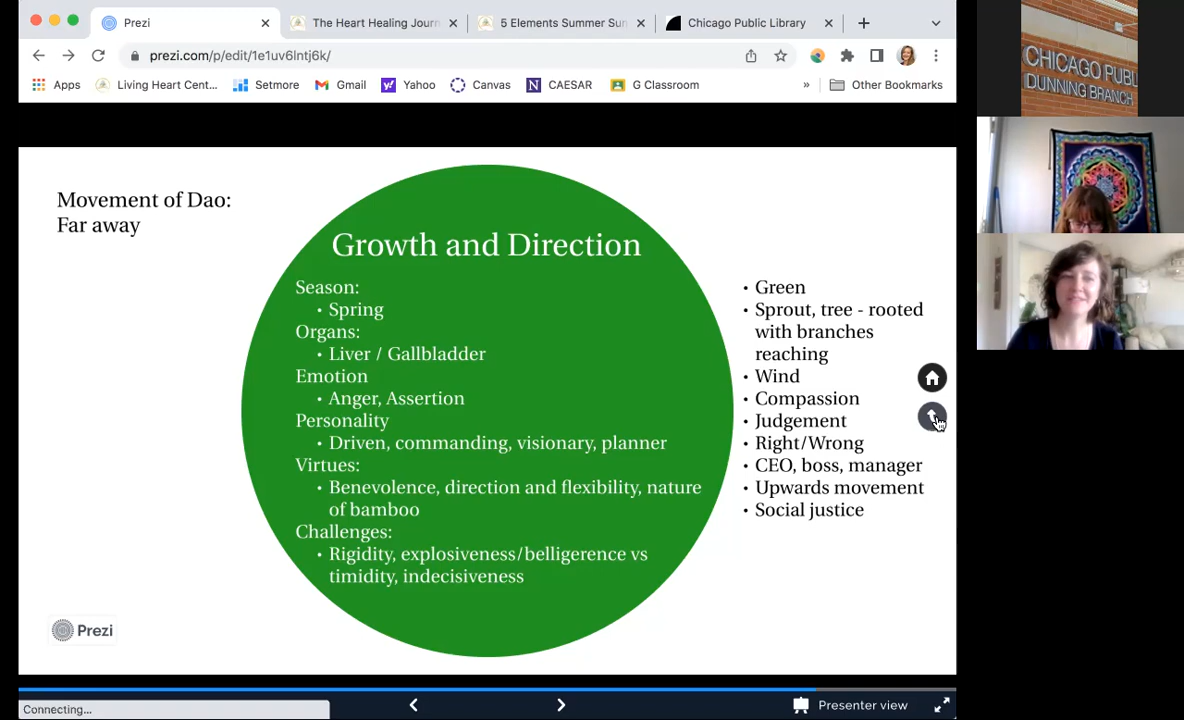 Prezi
The Heart Healing Journ
5 Elements Summer Sun
Chicago Public Library
prezi.com/p/edit/1e1uv6lntj6k/
Apps
Living Heart Cent...
Setmore
Gmail
Yahoo
Canvas
CAESAR
G Classroom
»
Other Bookmarks
CHICAGO PUBL
DUNNING BRANCH
Movement of Dao:
Far away
Growth and Direction
Season:
• Spring
Organs:
• Liver / Gallbladder
Emotion
• Anger, Assertion
Personality
• Driven, commanding, visionary, planner
Virtues:
• Benevolence, direction and flexibility, nature
of bamboo
Challenges:
• Rigidity, explosiveness/belligerence vs
timidity, indecisiveness
• Green
• Sprout, tree - rooted
with branches
reaching
• Wind
• Compassion
• Judgement
• Right/Wrong
• CEO, boss, manager
• Upwards movement
• Social justice
Prezi
Connecting...
Presenter view